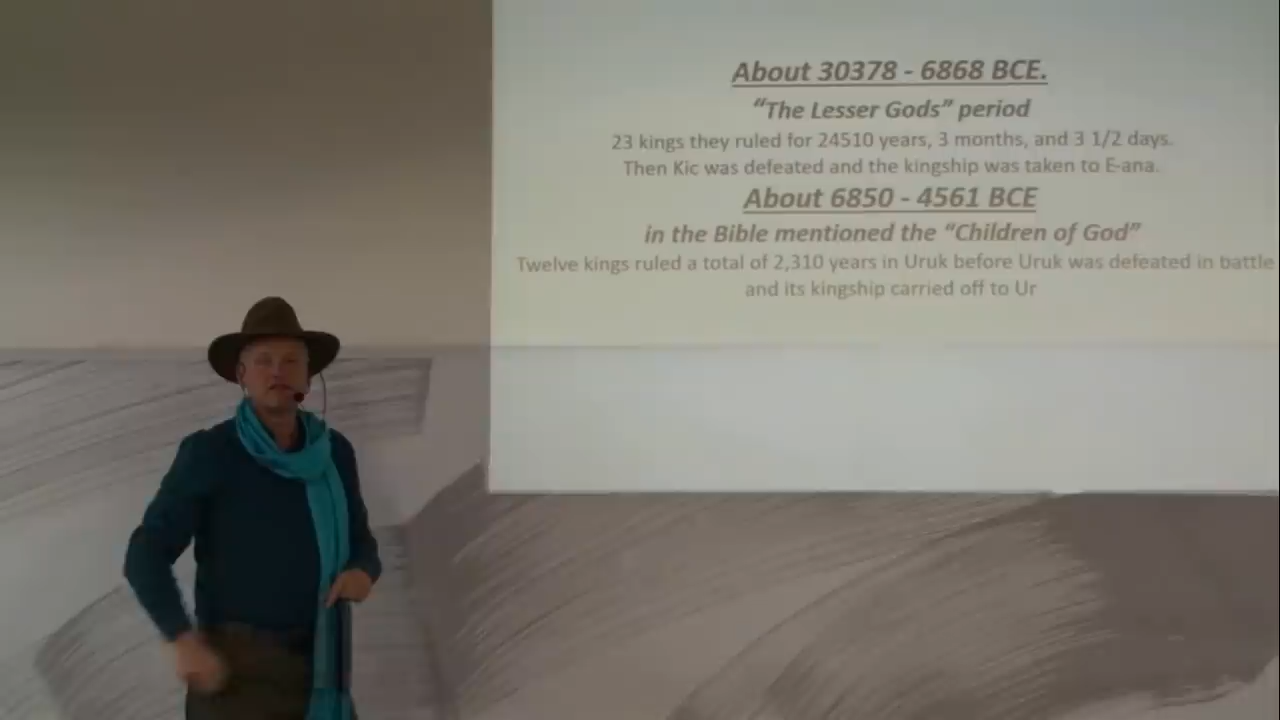 About 30378 - 6868 BCE.
“The Lesser Gods” period
23 kings they ruled for 24510 years, 3 months, and 3 1/2 days.
Then Kic was defeated and the kingship was taken to E-ana.
About 6850 - 4561 BCE
in the Bible mentioned the “Children of God”
Twelve kings ruled a total of 2,310 years in Uruk before Uruk was defeated in battle
and its kingship carried off to Ur